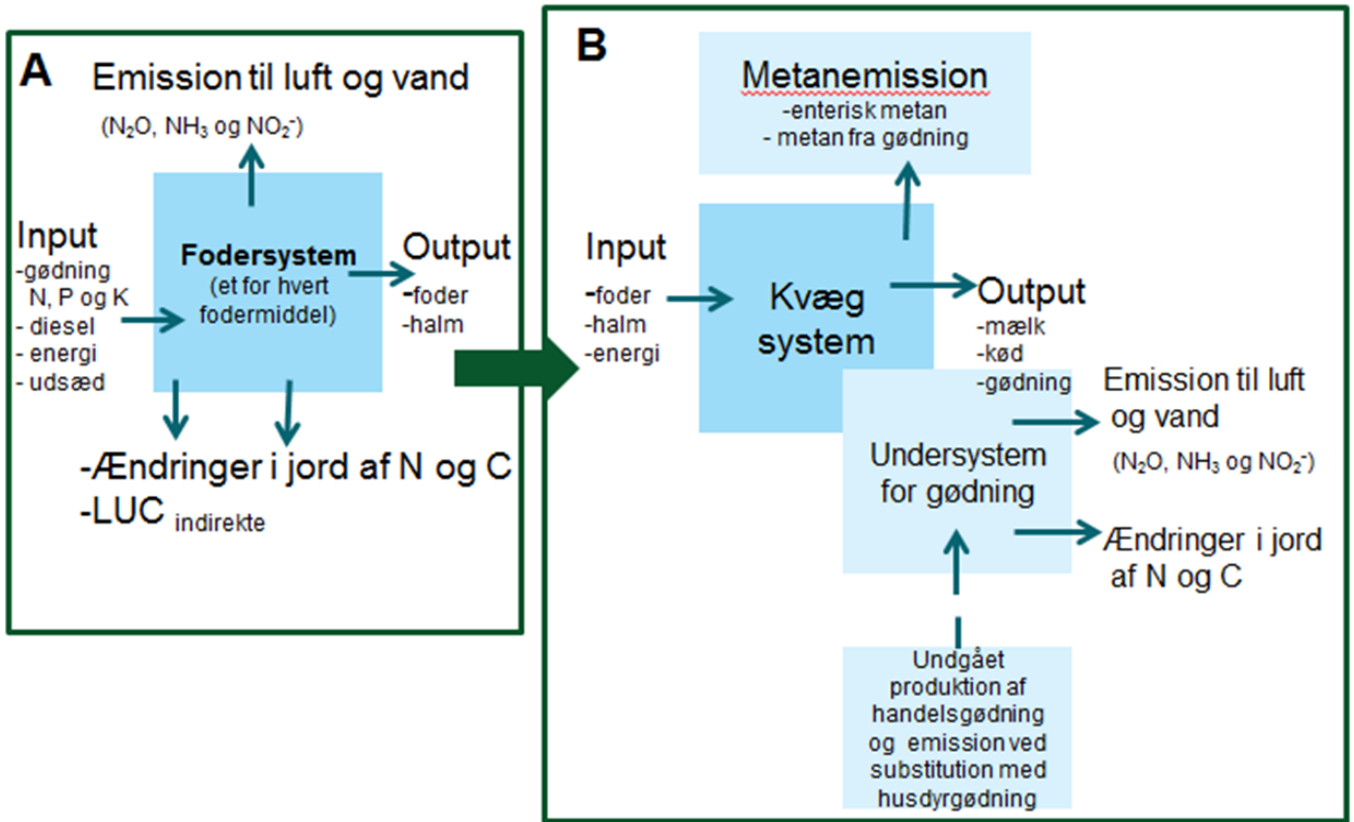 A
Emission til luft og vand
(N₂O, NH₃ og NO₂⁻)
Input
-gødning
N, P og K
- diesel
- energi
- udsæd
Fodersystem
(et for hvert
fodermiddel)
Output
-foder
-halm
-Ændringer i jord af N og C
-LUC indirekte
B
Metanemission
-enterisk metan
- metan fra gødning
Input
-foder
-halm
-energi
Kvæg
system
Output
-mælk
-kød
-gødning
Undersystem
for gødning
Emission til luft
og vand
(N₂O, NH₃ og NO₂⁻)
Ændringer i jord
af N og C
Undgået
produktion af
handelsgødning
og emission ved
substitution med
husdyrgødning